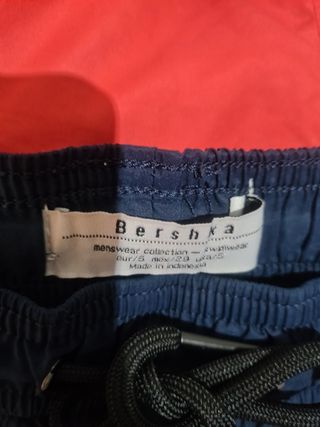 Bershka
menswear collection — swimwear
eur/S mex/28 usa/S
Made in Indonesia